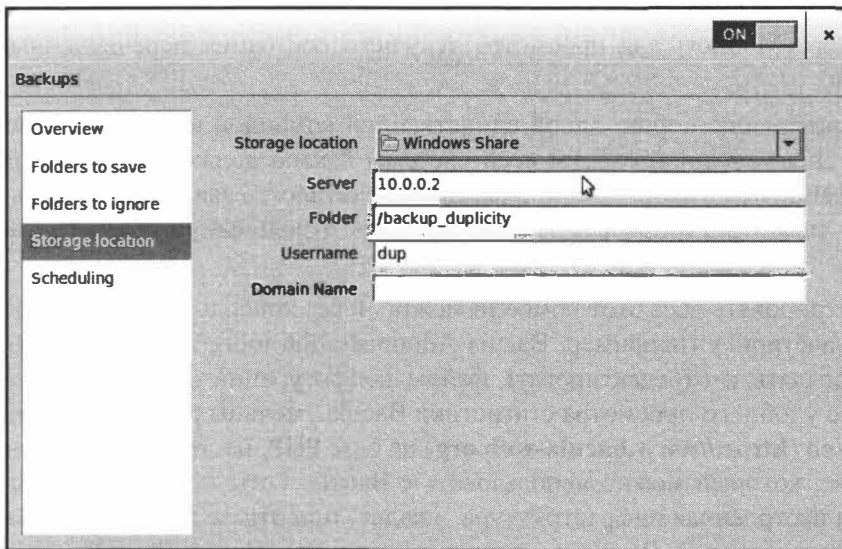 ON
×
Backups
Overview
Folders to save
Folders to ignore
Storage location
Scheduling
Storage location Windows Share
Server 10.0.0.2
Folder /backup_duplicity
Username dup
Domain Name